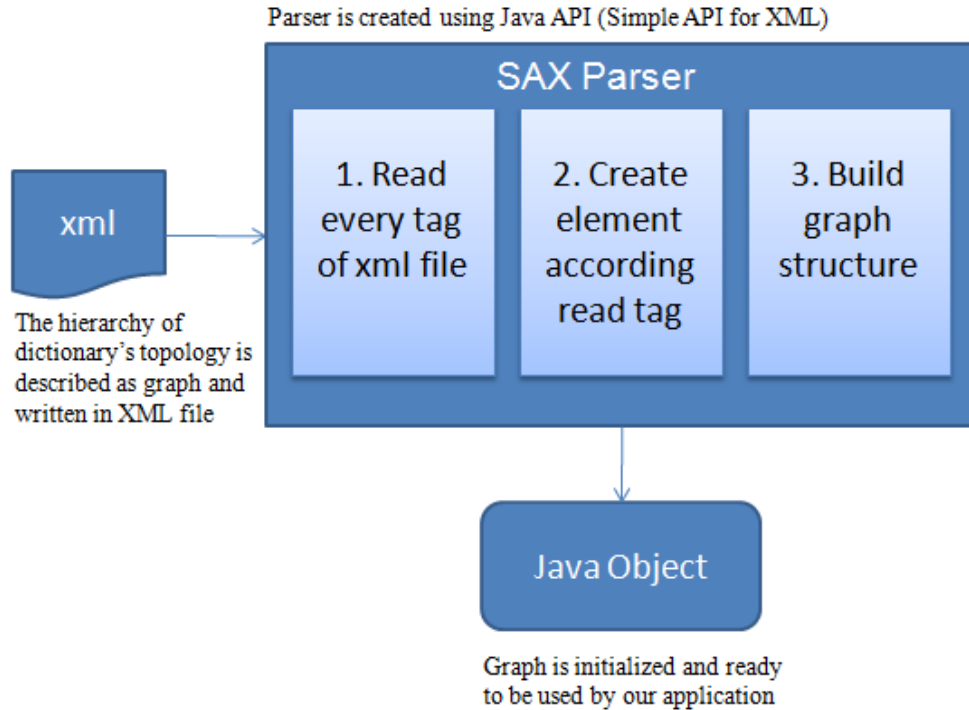 Parser is created using Java API (Simple API for XML)
SAX Parser
1. Read
every tag
of xml file
2. Create
element
according
read tag
3. Build
graph
structure
xml
The hierarchy of
dictionary's topology is
described as graph and
written in XML file
Java Object
Graph is initialized and ready
to be used by our application